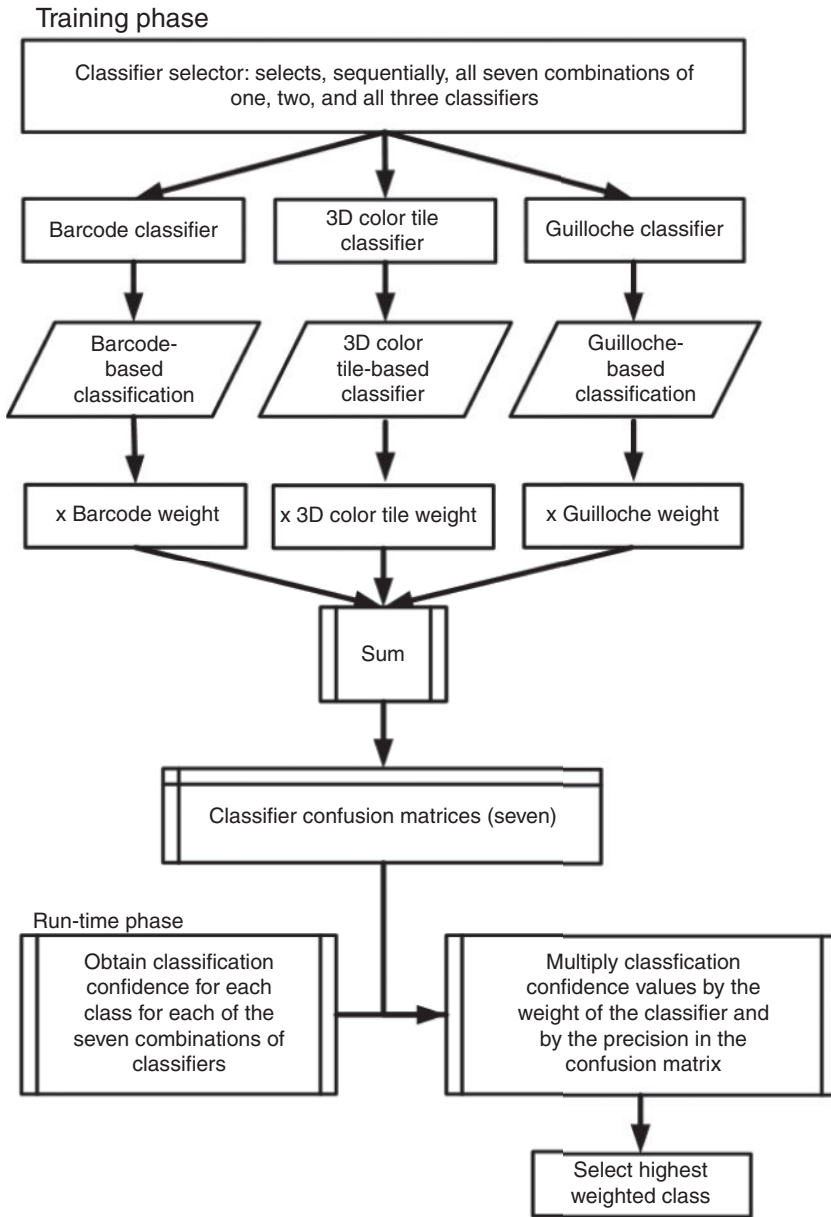 Training phase
Classifier selector: selects, sequentially, all seven combinations of
one, two, and all three classifiers
Barcode classifier
3D color tile
classifier
Guilloche classifier
Barcode-
based
classification
3D color
tile-based
classifier
Guilloche-
based
classification
x Barcode weight
x 3D color tile weight
x Guilloche weight
Sum
Classifier confusion matrices (seven)
Run-time phase
Obtain classification
confidence for each
class for each of the
seven combinations of
classifiers
Multiply classfication
confidence values by the
weight of the classifier and
by the precision in the
confusion matrix
Select highest
weighted class